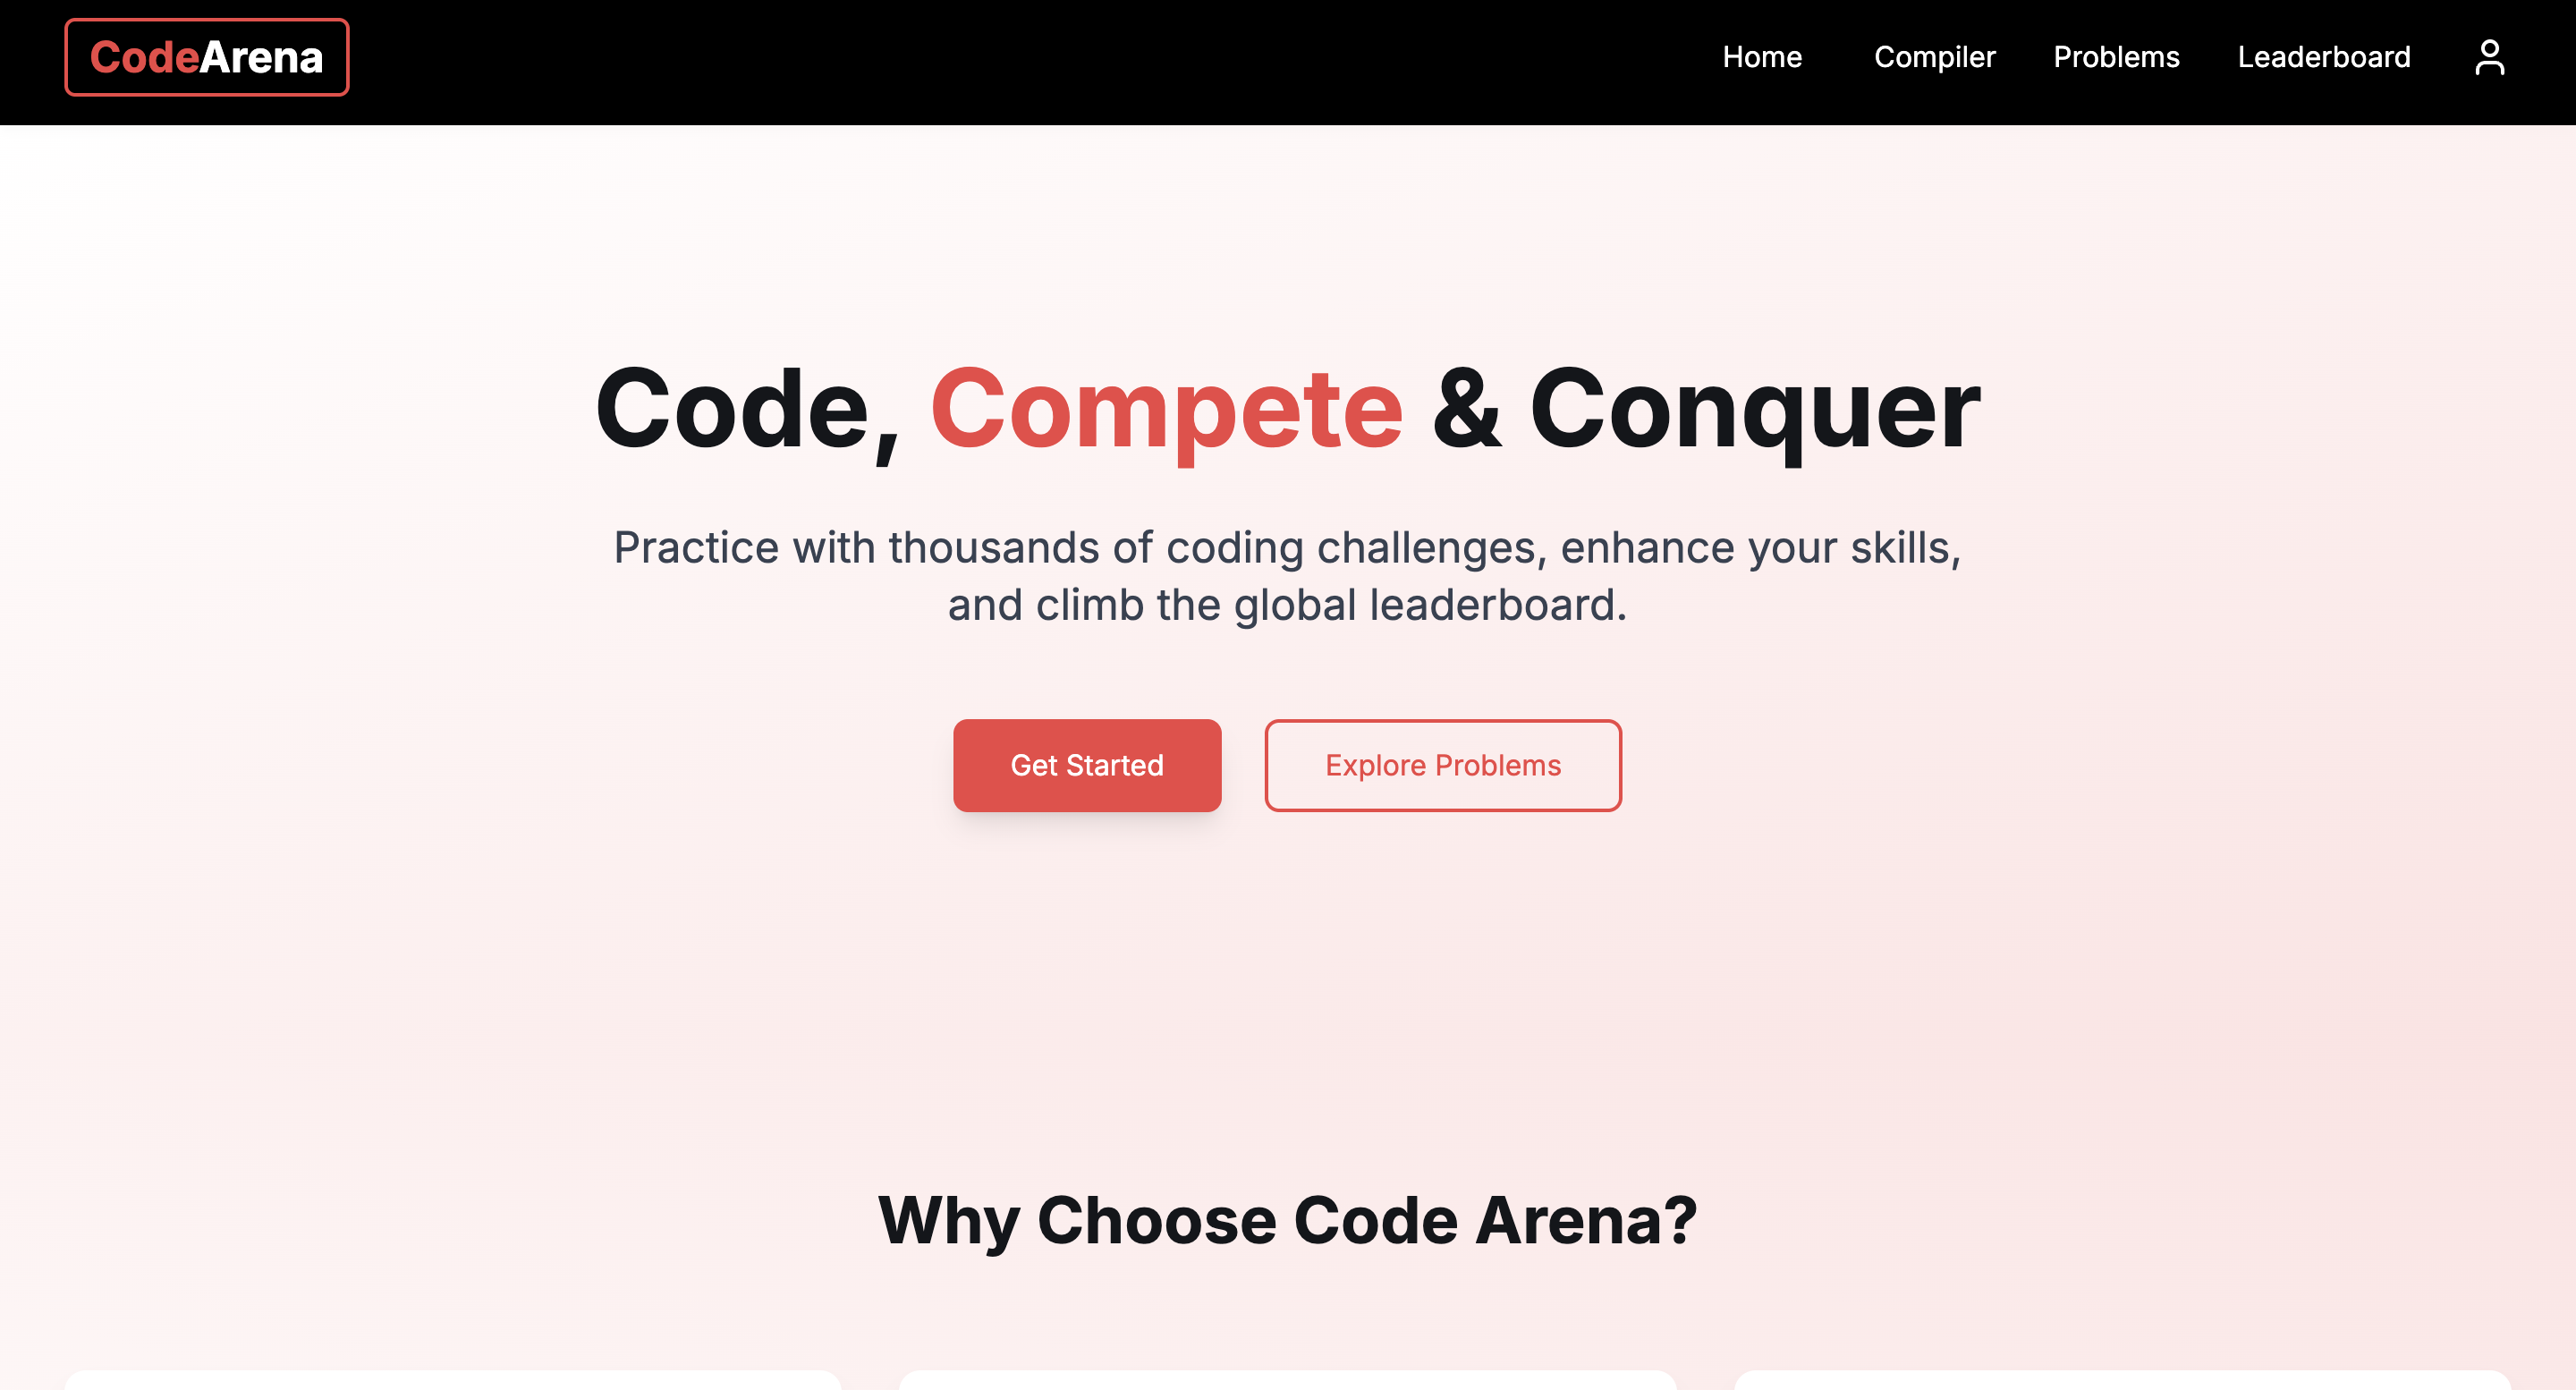 CodeArena
Home Compiler Problems Leaderboard
Code, Compete & Conquer
Practice with thousands of coding challenges, enhance your skills,
and climb the global leaderboard.
Get Started Explore Problems
Why Choose Code Arena?